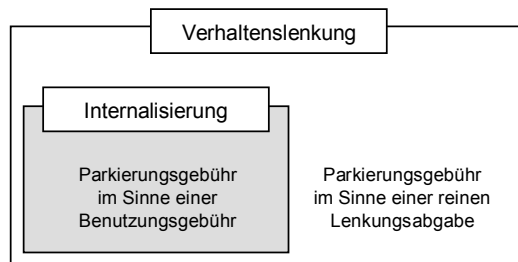 Verhaltenslenkung
Internalisierung
Parkierungsgebühr
im Sinne einer
Benutzungsgebühr
Parkierungsgebühr
im Sinne einer reinen
Lenkungsabgabe